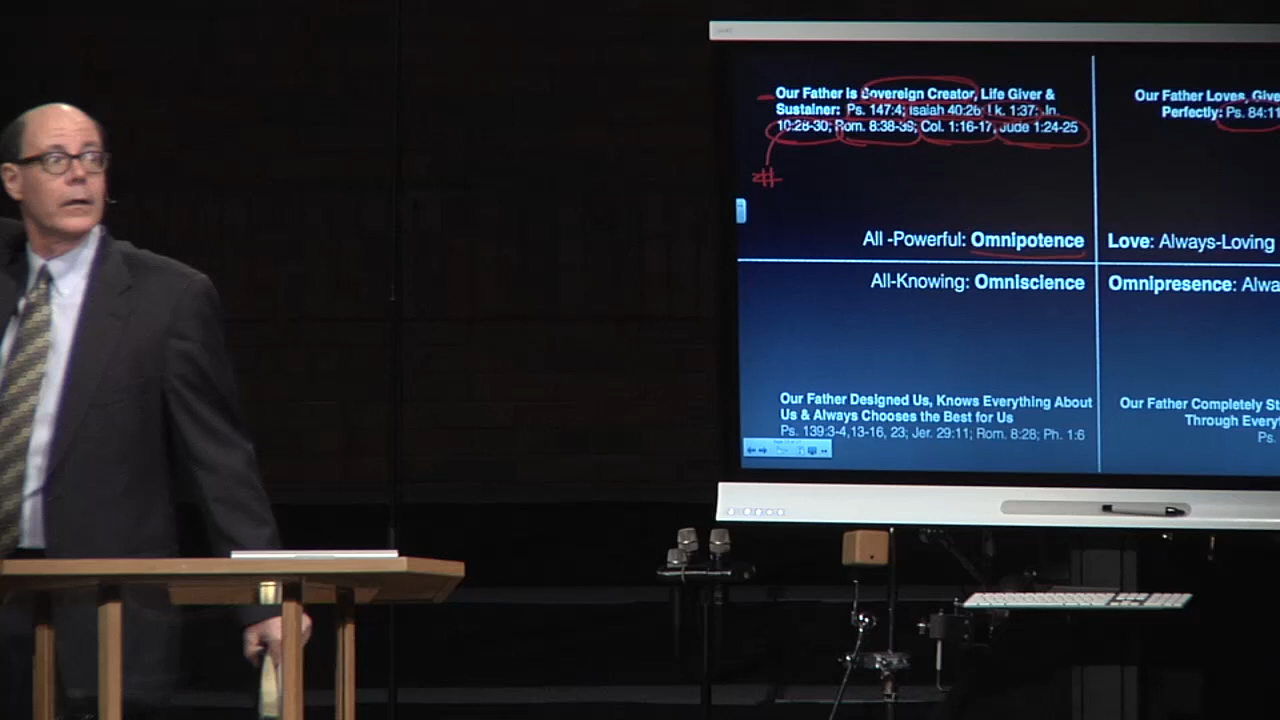 Our Father is Sovereign Creator, Life Giver &
Sustainer: Ps. 147:4; Isaiah 40:26; Lk. 1:37; Jn.
10:28-30; Rom. 8:38-39; Col. 1:16-17; Jude 1:24-25
All -Powerful: Omnipotence
All-Knowing: Omniscience
Our Father Designed Us, Knows Everything About
Us & Always Chooses the Best for Us
Ps. 139:3-4,13-16, 23; Jer. 29:11; Rom. 8:28; Ph. 1:6
Our Father Loves, Give
Perfectly: Ps. 84:11
Love: Always-Loving
Omnipresence: Alwa
Our Father Completely St
Through Every
Ps.